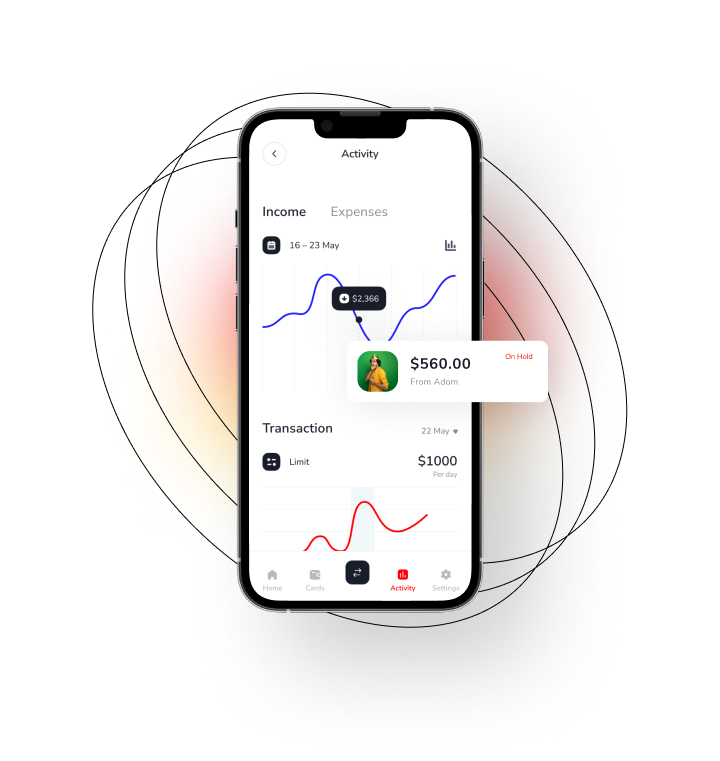 Activity
Income Expenses
16 – 23 May
$2,366
$560.00 On Hold
From Adom
Transaction 22 May
Limit $1000
Per day
Home Cards Activity Settings